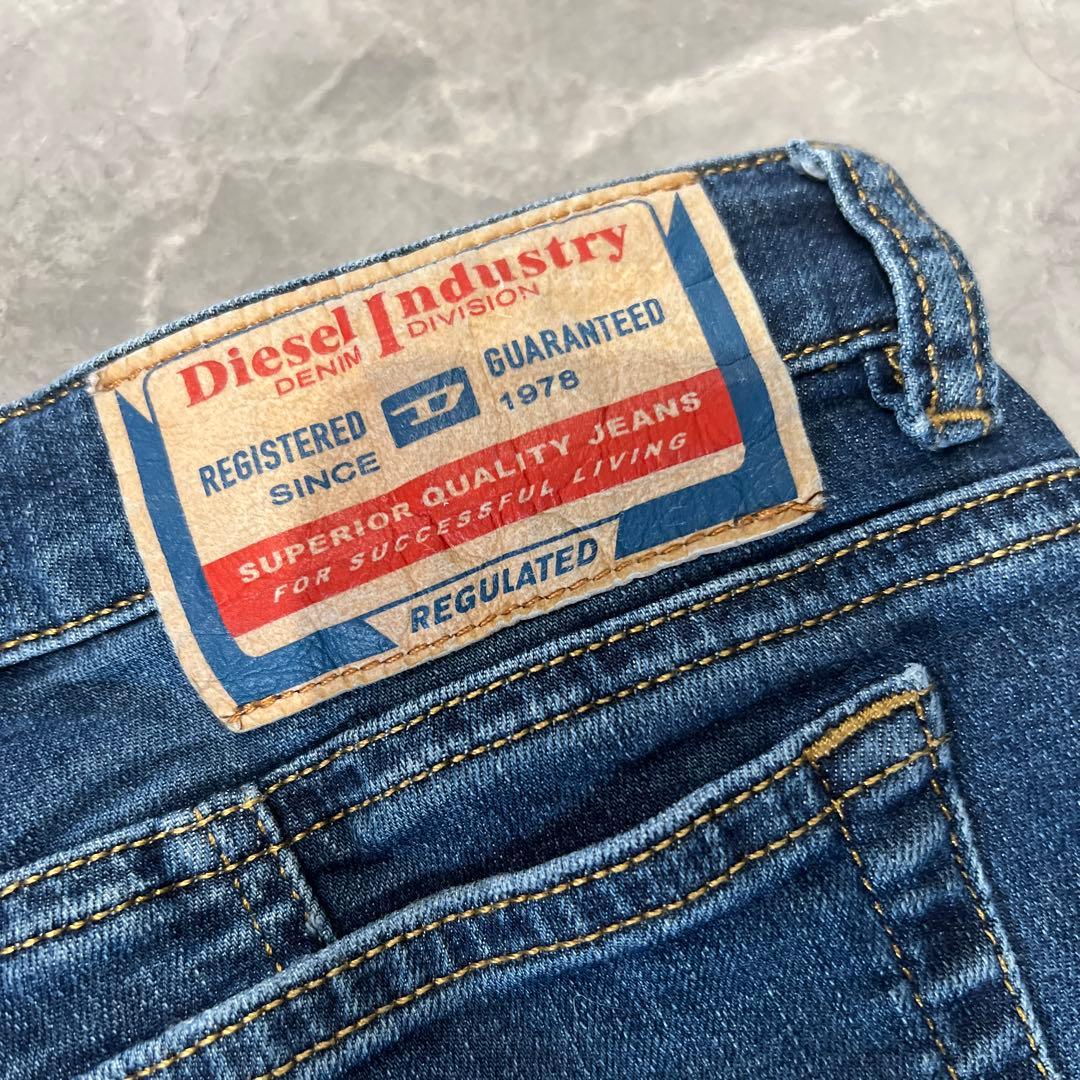 Diesel Industry
DENIM DIVISION
REGISTERED GUARANTEED
SINCE 1978
SUPERIOR QUALITY JEANS
FOR SUCCESSFUL LIVING
REGULATED